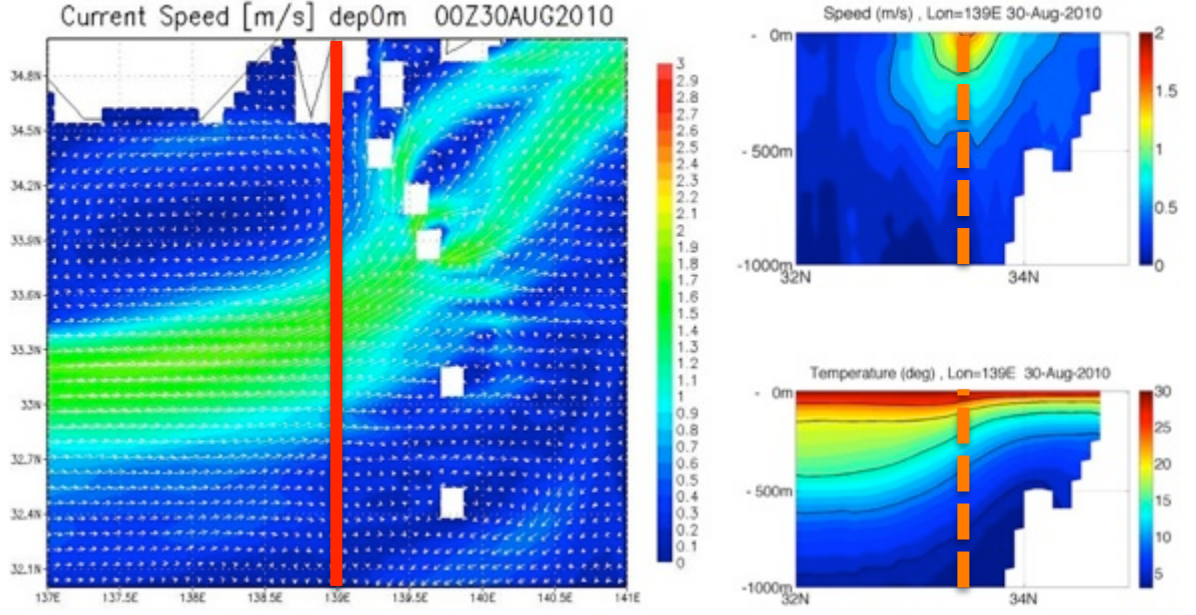 Current Speed [m/s] dep0m 00Z30AUG2010
34.8N
34.5N
34.2N
33.9N
33.6N
33.3N
33N
32.7N
32.4N
32.1N
137E 137.5E 138E 138.5E 139E 139.5E 140E 140.5E 141E
3
2.9
2.8
2.7
2.6
2.5
2.4
2.3
2.2
2.1
2
1.9
1.8
1.7
1.6
1.5
1.4
1.3
1.2
1.1
1
0.9
0.8
0.7
0.6
0.5
0.4
0.3
0.2
0.1
0
Speed (m/s) , Lon=139E 30-Aug-2010
- 0m
- 500m
-1000m
32N 34N
2
1.5
1
0.5
0
Temperature (deg) , Lon=139E 30-Aug-2010
- 0m
- 500m
-1000m
32N 34N
30
25
20
15
10
5